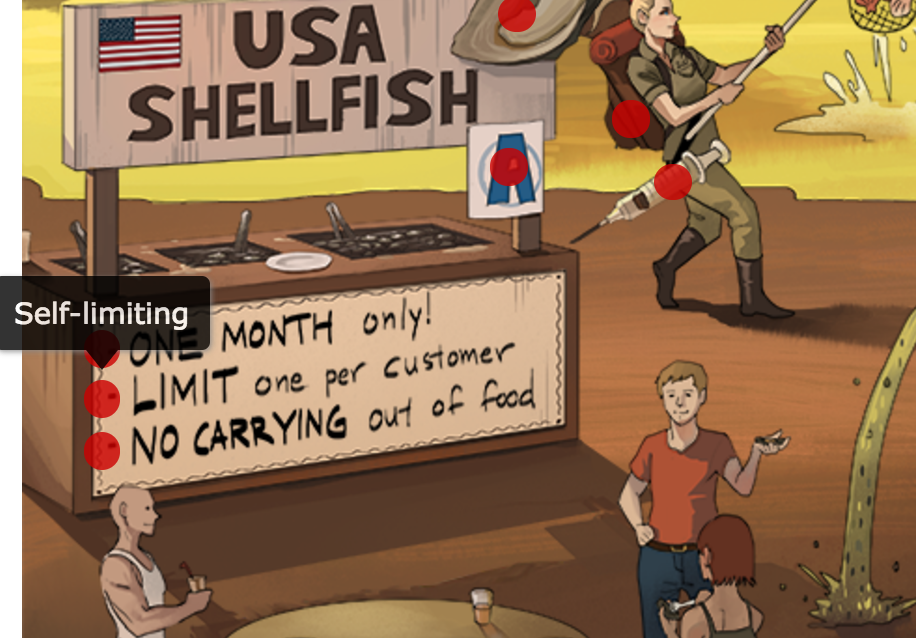 USA
SHELLFISH
A
Self-limiting
ONE MONTH only!
LIMIT one per customer
NO CARRYING out of food